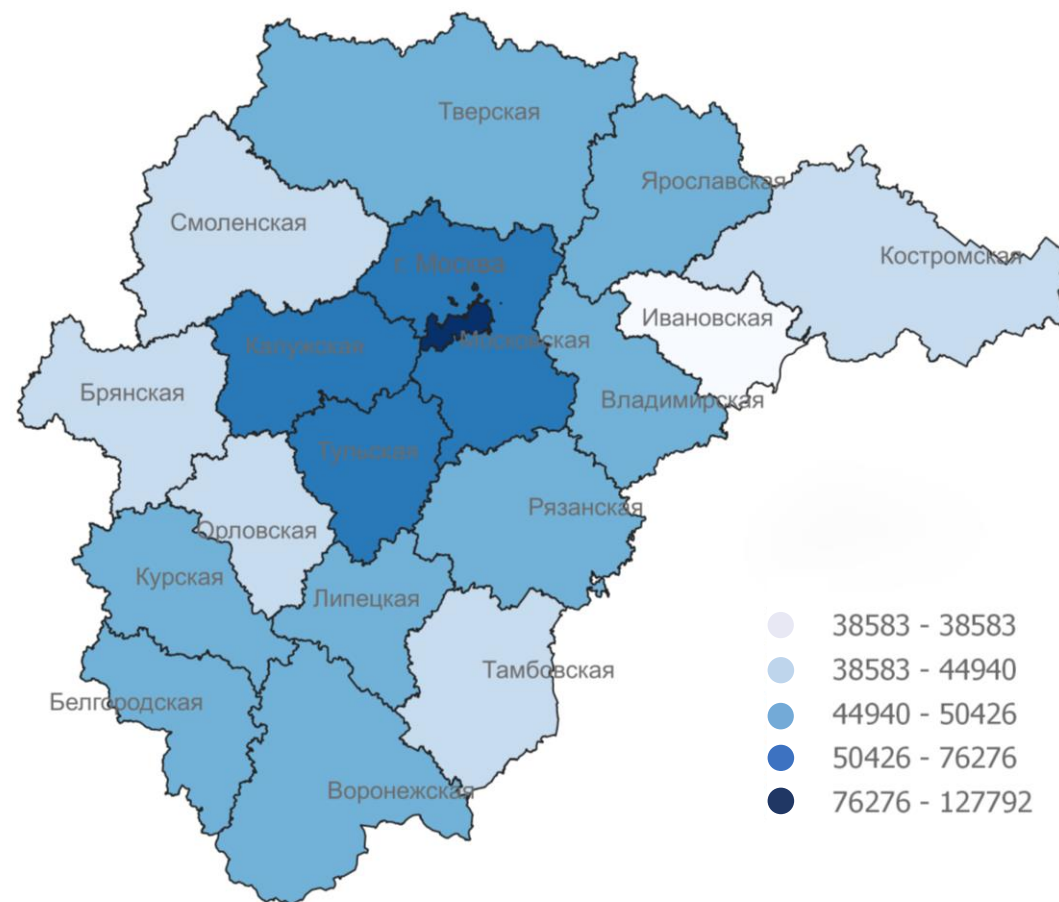 Тверская
Ярославская
Смоленская
Костромская
г. Москва
Ивановская
Московская
Калужская
Брянская
Владимирская
Тульская
Рязанская
Орловская
Курская
Липецкая
Тамбовская
Белгородская
Воронежская
38583 - 38583
38583 - 44940
44940 - 50426
50426 - 76276
76276 - 127792